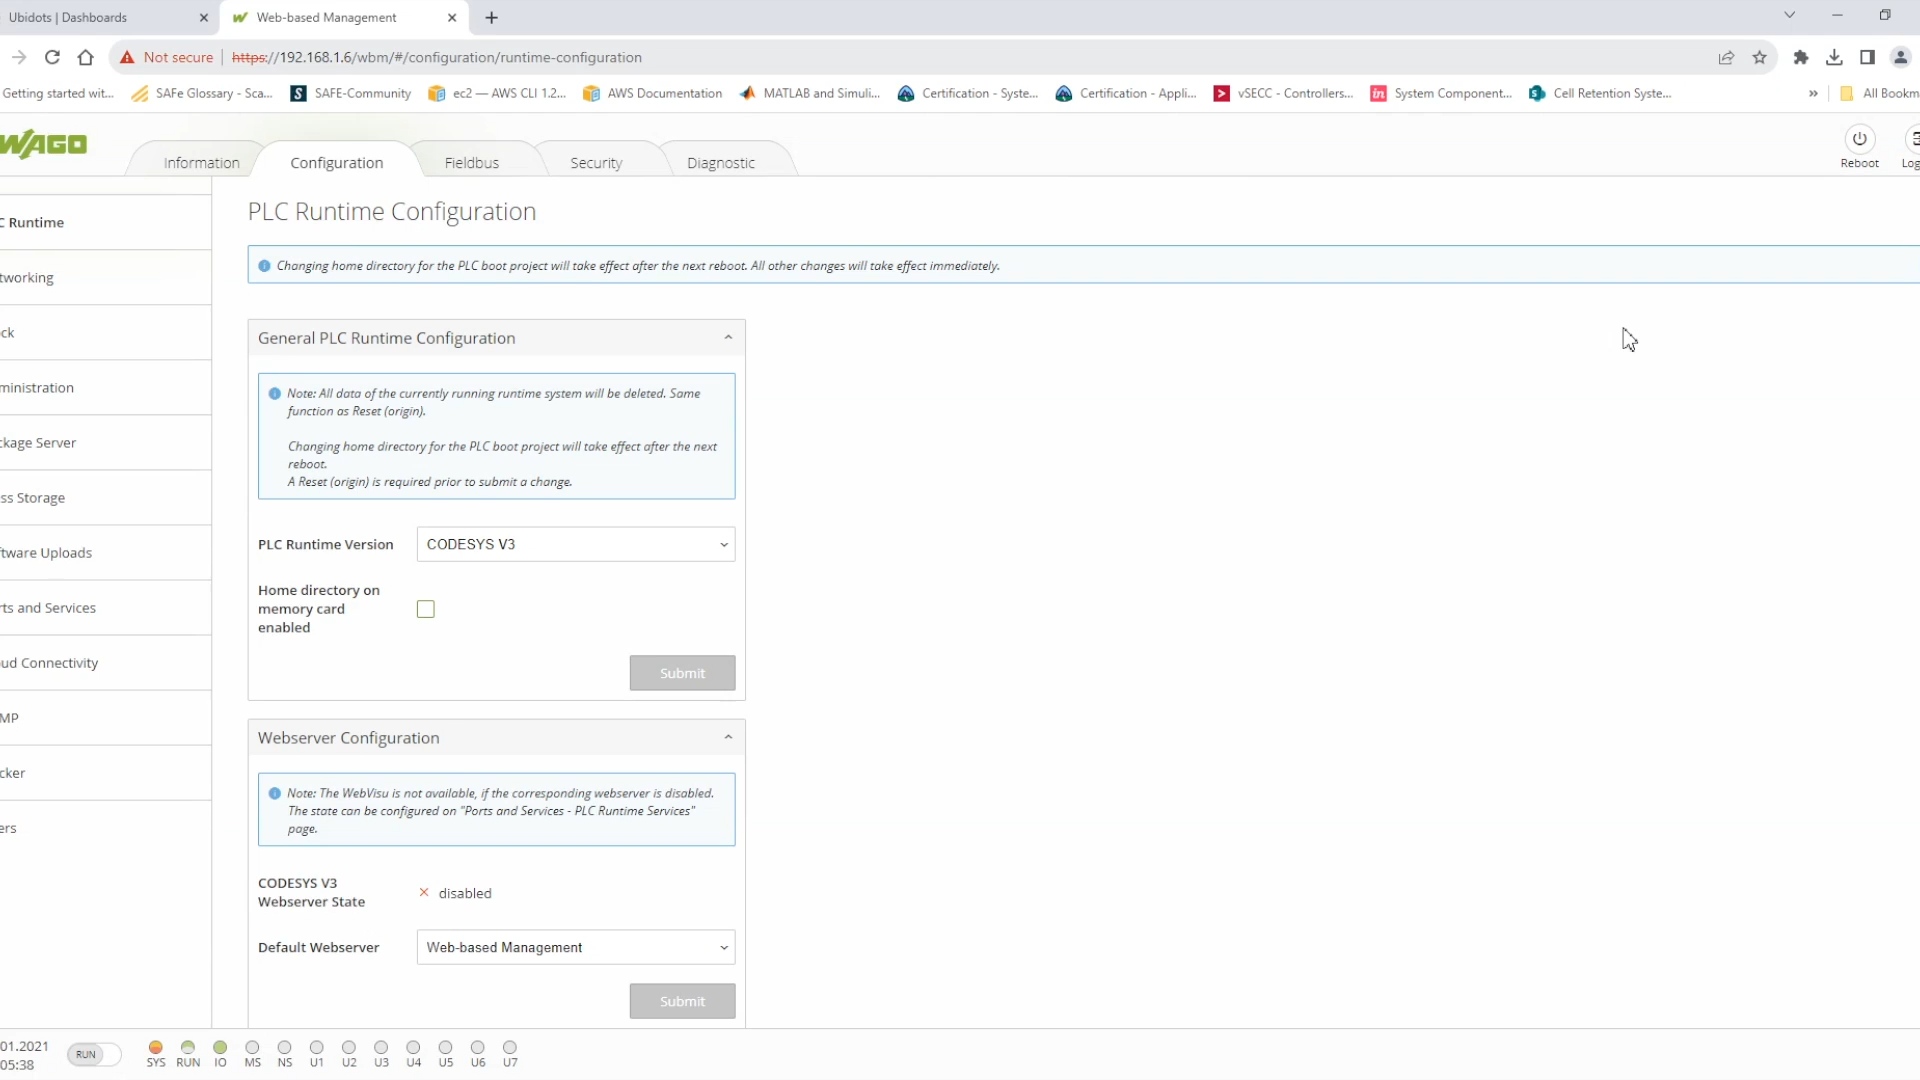 Ubidots | Dashboards
Web-based Management
Not secure
https://192.168.1.6/wbm/#/configuration/runtime-configuration
Getting started wit...
SAFe Glossary - Sca...
SAFE-Community
ec2 — AWS CLI 1.2...
AWS Documentation
MATLAB and Simuli...
Certification - Syste...
Certification - Appli...
vSECC - Controllers...
System Component...
Cell Retention Syste...
»
All Bookm
WAGO
Information
Configuration
Fieldbus
Security
Diagnostic
Reboot
Log
C Runtime
tworking
ck
ministration
ckage Server
ss Storage
ftware Uploads
rts and Services
oud Connectivity
MP
cker
ers
PLC Runtime Configuration
Changing home directory for the PLC boot project will take effect after the next reboot. All other changes will take effect immediately.
General PLC Runtime Configuration
Note: All data of the currently running runtime system will be deleted. Same
function as Reset (origin).
Changing home directory for the PLC boot project will take effect after the next
reboot.
A Reset (origin) is required prior to submit a change.
PLC Runtime Version
CODESYS V3
Home directory on
memory card
enabled
Submit
Webserver Configuration
Note: The WebVisu is not available, if the corresponding webserver is disabled.
The state can be configured on "Ports and Services - PLC Runtime Services"
page.
CODESYS V3
Webserver State
disabled
Default Webserver
Web-based Management
Submit
01.2021
05:38
RUN
SYS
RUN
IO
MS
NS
U1
U2
U3
U4
U5
U6
U7